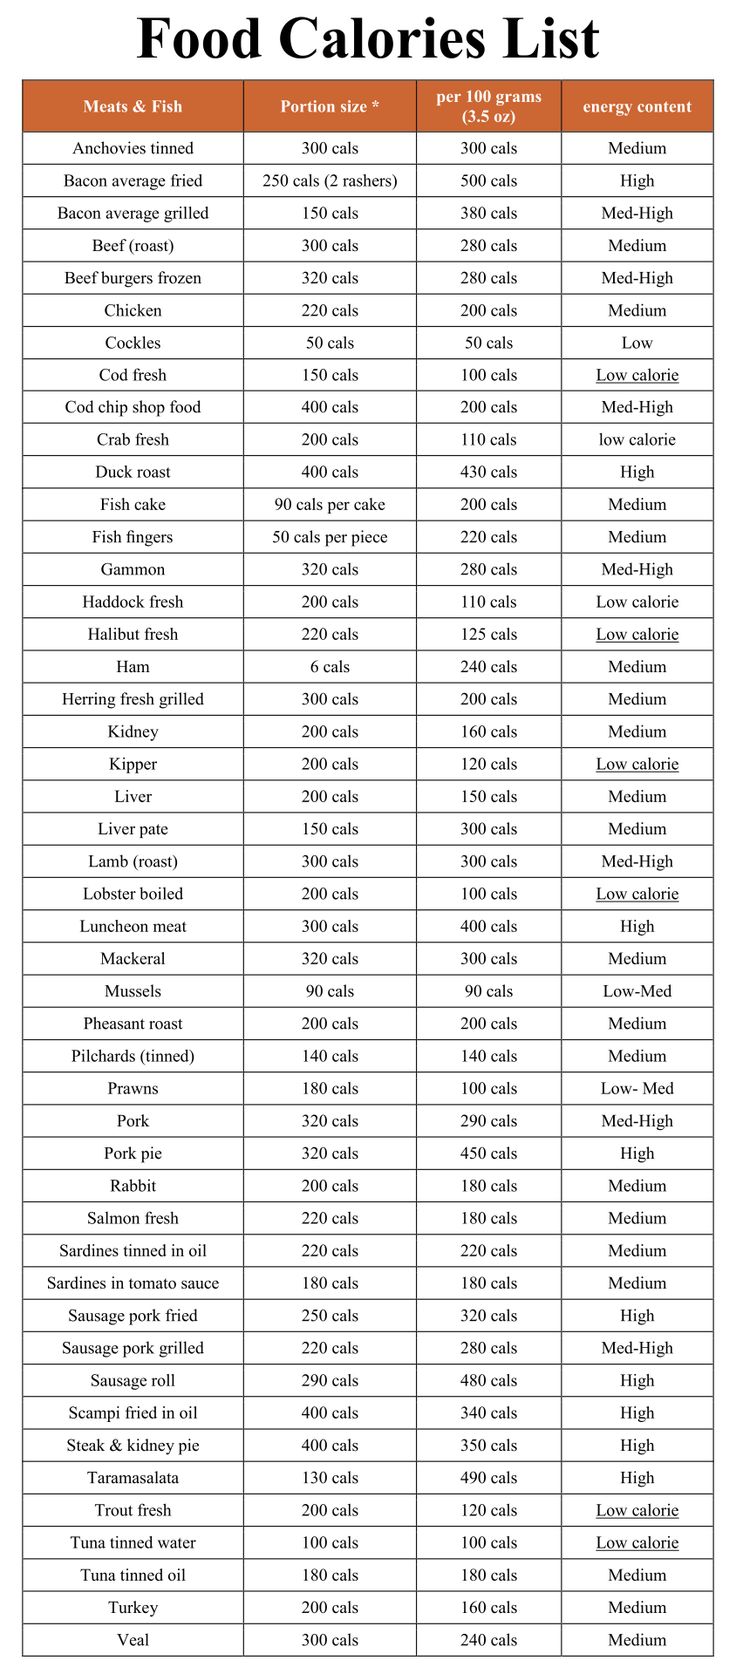 Food Calories List
Meats & Fish Portion size * per 100 grams (3.5 oz) energy content
Anchovies tinned 300 cals 300 cals Medium
Bacon average fried 250 cals (2 rashers) 500 cals High
Bacon average grilled 150 cals 380 cals Med-High
Beef (roast) 300 cals 280 cals Medium
Beef burgers frozen 320 cals 280 cals Med-High
Chicken 220 cals 200 cals Medium
Cockles 50 cals 50 cals Low
Cod fresh 150 cals 100 cals Low calorie
Cod chip shop food 400 cals 200 cals Med-High
Crab fresh 200 cals 110 cals low calorie
Duck roast 400 cals 430 cals High
Fish cake 90 cals per cake 200 cals Medium
Fish fingers 50 cals per piece 220 cals Medium
Gammon 320 cals 280 cals Med-High
Haddock fresh 200 cals 110 cals Low calorie
Halibut fresh 220 cals 125 cals Low calorie
Ham 6 cals 240 cals Medium
Herring fresh grilled 300 cals 200 cals Medium
Kidney 200 cals 160 cals Medium
Kipper 200 cals 120 cals Low calorie
Liver 200 cals 150 cals Medium
Liver pate 150 cals 300 cals Medium
Lamb (roast) 300 cals 300 cals Med-High
Lobster boiled 200 cals 100 cals Low calorie
Luncheon meat 300 cals 400 cals High
Mackeral 320 cals 300 cals Medium
Mussels 90 cals 90 cals Low-Med
Pheasant roast 200 cals 200 cals Medium
Pilchards (tinned) 140 cals 140 cals Medium
Prawns 180 cals 100 cals Low- Med
Pork 320 cals 290 cals Med-High
Pork pie 320 cals 450 cals High
Rabbit 200 cals 180 cals Medium
Salmon fresh 220 cals 180 cals Medium
Sardines tinned in oil 220 cals 220 cals Medium
Sardines in tomato sauce 180 cals 180 cals Medium
Sausage pork fried 250 cals 320 cals High
Sausage pork grilled 220 cals 280 cals Med-High
Sausage roll 290 cals 480 cals High
Scampi fried in oil 400 cals 340 cals High
Steak & kidney pie 400 cals 350 cals High
Taramasalata 130 cals 490 cals High
Trout fresh 200 cals 120 cals Low calorie
Tuna tinned water 100 cals 100 cals Low calorie
Tuna tinned oil 180 cals 180 cals Medium
Turkey 200 cals 160 cals Medium
Veal 300 cals 240 cals Medium